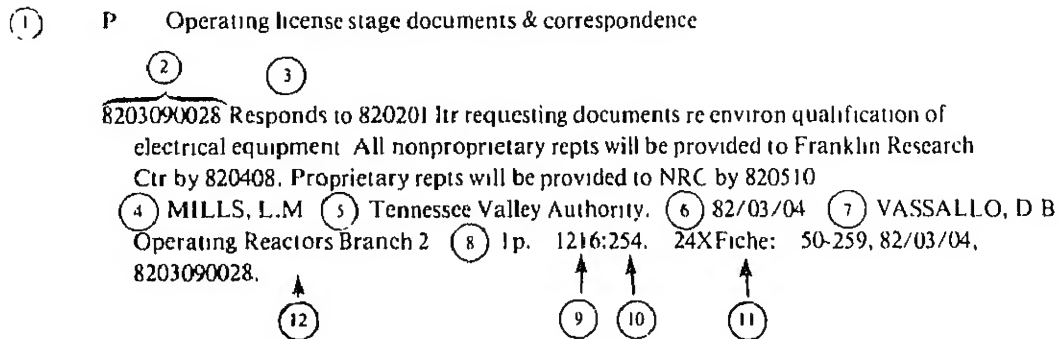 1 P Operating license stage documents & correspondence
2 3
8203090028 Responds to 820201 ltr requesting documents re environ qualification of
electrical equipment All nonproprietary repts will be provided to Franklin Research
Ctr by 820408. Proprietary repts will be provided to NRC by 820510
4 MILLS, L.M 5 Tennessee Valley Authority. 6 82/03/04 7 VASSALLO, D B
Operating Reactors Branch 2 8 1p. 1216:254. 24XFiche: 50-259, 82/03/04,
8203090028.
12 9 10 11